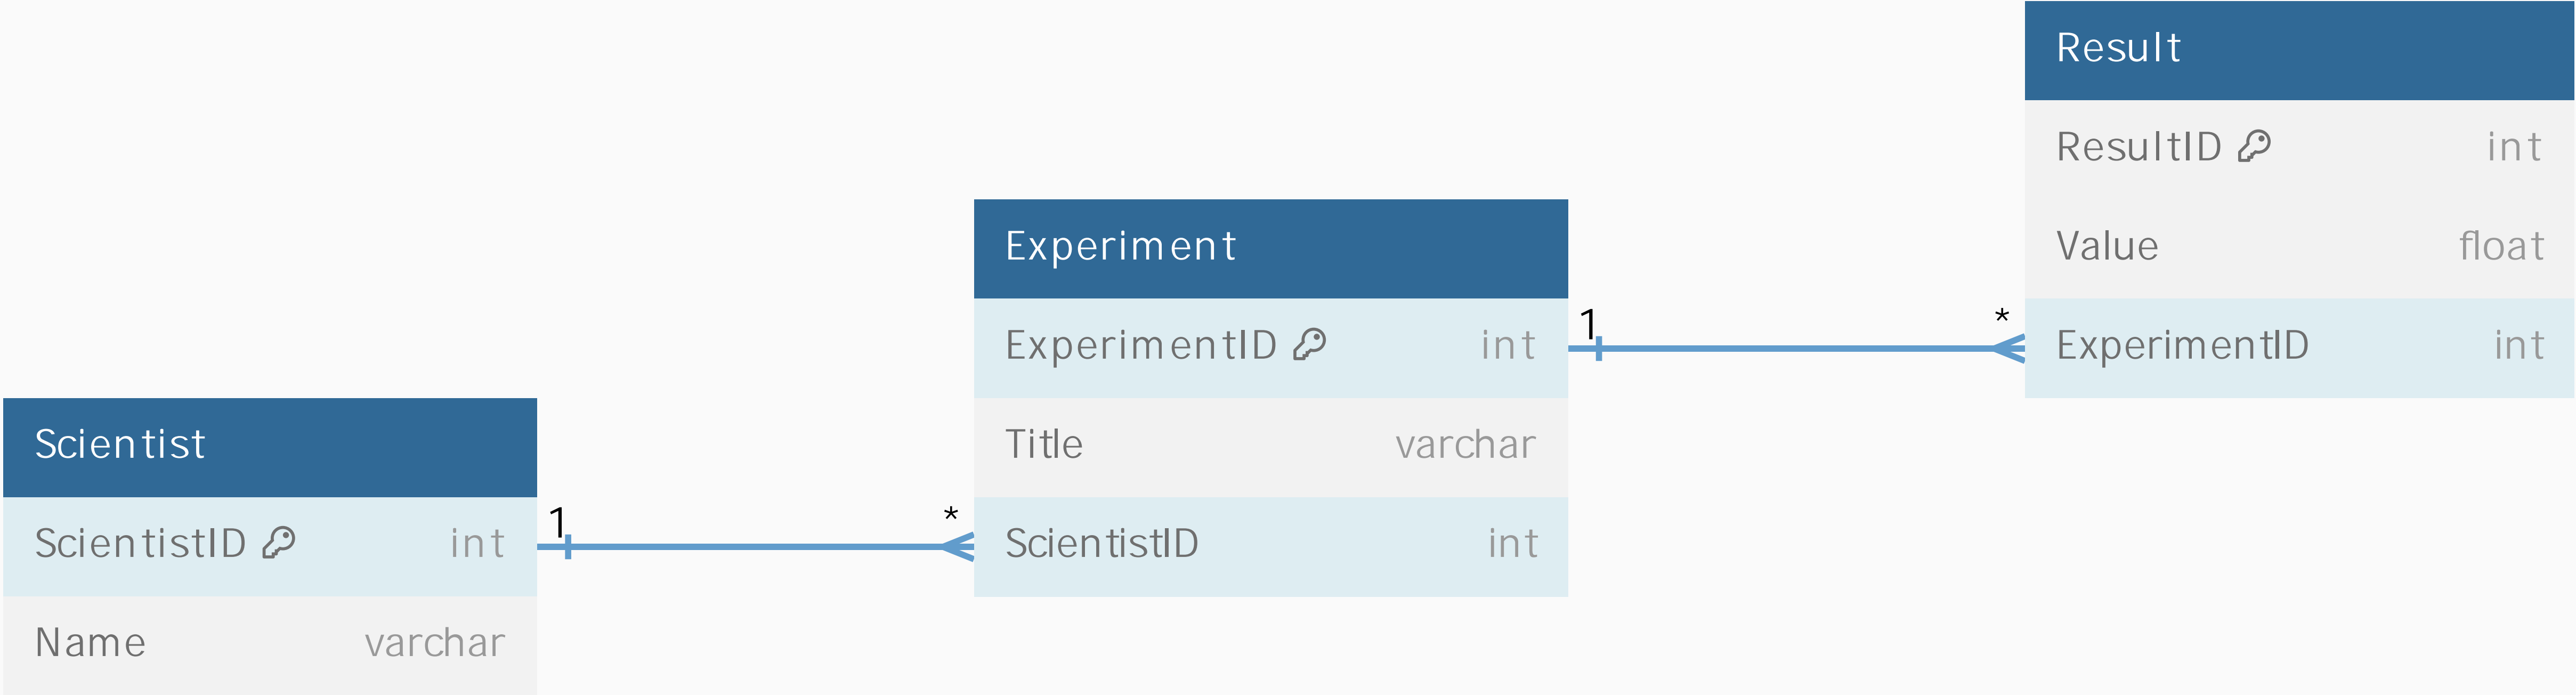 Scientist
ScientistID int
Name varchar
1 *
Experiment
ExperimentID int
Title varchar
ScientistID int
1 *
Result
ResultID int
Value float
ExperimentID int